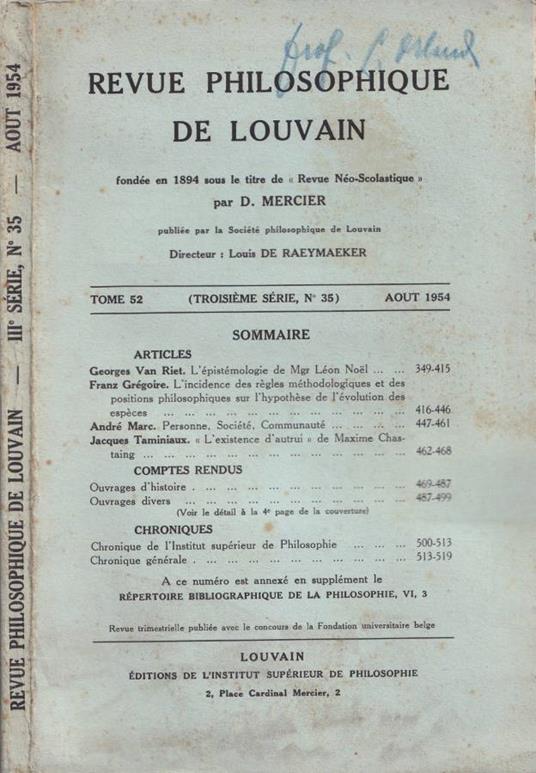 REVUE PHILOSOPHIQUE DE LOUVAIN — IIIe SÉRIE, N° 35 — AOUT 1954
prof.
REVUE PHILOSOPHIQUE
DE LOUVAIN
fondée en 1894 sous le titre de « Revue Néo-Scolastique »
par D. MERCIER
publiée par la Société philosophique de Louvain
Directeur : Louis DE RAEYMAEKER
TOME 52 (TROISIÈME SÉRIE, N° 35) AOUT 1954
SOMMAIRE
ARTICLES
Georges Van Riet. L'épistémologie de Mgr Léon Noël ... ... 349-415
Franz Grégoire. L'incidence des règles méthodologiques et des
positions philosophiques sur l'hypothèse de l'évolution des
espèces ... ... ... ... ... ... ... ... ... ... ... ... 416-446
André Marc. Personne, Société, Communauté ... ... ... ... 447-461
Jacques Taminiaux. « L'existence d'autrui » de Maxime Chas-
taing ... ... ... ... ... ... ... ... ... ... ... ... ... 462-468
COMPTES RENDUS
Ouvrages d'histoire . ... ... ... ... ... ... ... ... ... ... 469-487
Ouvrages divers ... ... ... ... ... ... ... ... ... ... ... 487-499
(Voir le détail à la 4e page de la couverture)
CHRONIQUES
Chronique de l'Institut supérieur de Philosophie ... ... ... 500-513
Chronique générale . ... ... ... ... ... ... ... ... ... ... 513-519
A ce numéro est annexé en supplément le
RÉPERTOIRE BIBLIOGRAPHIQUE DE LA PHILOSOPHIE, VI, 3
Revue trimestrielle publiée avec le concours de la Fondation universitaire belge
LOUVAIN
ÉDITIONS DE L'INSTITUT SUPÉRIEUR DE PHILOSOPHIE
2, Place Cardinal Mercier, 2